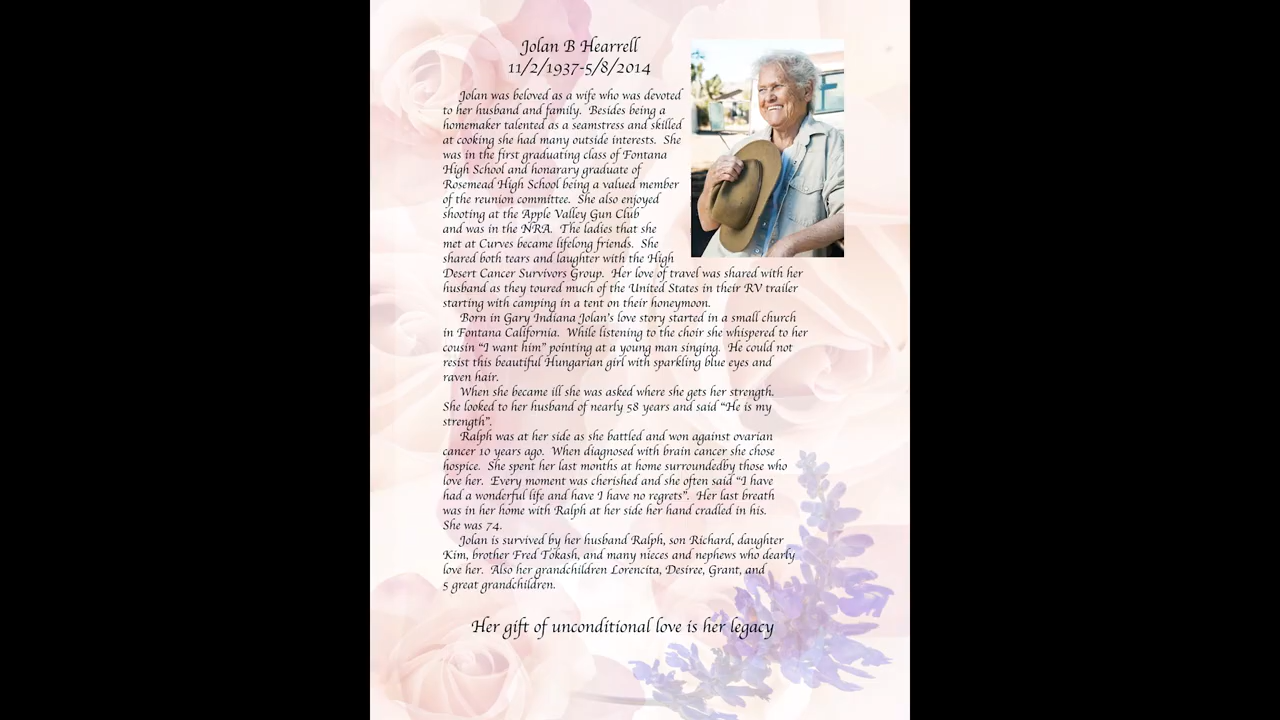 Jolan B Hearrell
11/2/1937-5/8/2014
Jolan was beloved as a wife who was devoted
to her husband and family. Besides being a
homemaker talented as a seamstress and skilled
at cooking she had many outside interests. She
was in the first graduating class of Fontana
High School and honarary graduate of
Rosemead High School being a valued member
of the reunion committee. She also enjoyed
shooting at the Apple Valley Gun Club
and was in the NRA. The ladies that she
met at Curves became lifelong friends. She
shared both tears and laughter with the High
Desert Cancer Survivors Group. Her love of travel was shared with her
husband as they toured much of the United States in their RV trailer
starting with camping in a tent on their honeymoon.
Born in Gary Indiana Jolan's love story started in a small church
in Fontana California. While listening to the choir she whispered to her
cousin “I want him” pointing at a young man singing. He could not
resist this beautiful Hungarian girl with sparkling blue eyes and
raven hair.
When she became ill she was asked where she gets her strength.
She looked to her husband of nearly 58 years and said “He is my
strength”.
Ralph was at her side as she battled and won against ovarian
cancer 10 years ago. When diagnosed with brain cancer she chose
hospice. She spent her last months at home surroundedby those who
love her. Every moment was cherished and she often said “I have
had a wonderful life and have I have no regrets”. Her last breath
was in her home with Ralph at her side her hand cradled in his.
She was 74.
Jolan is survived by her husband Ralph, son Richard, daughter
Kim, brother Fred Tokash, and many nieces and nephews who dearly
love her. Also her grandchildren Lorencita, Desiree, Grant, and
5 great grandchildren.
Her gift of unconditional love is her legacy